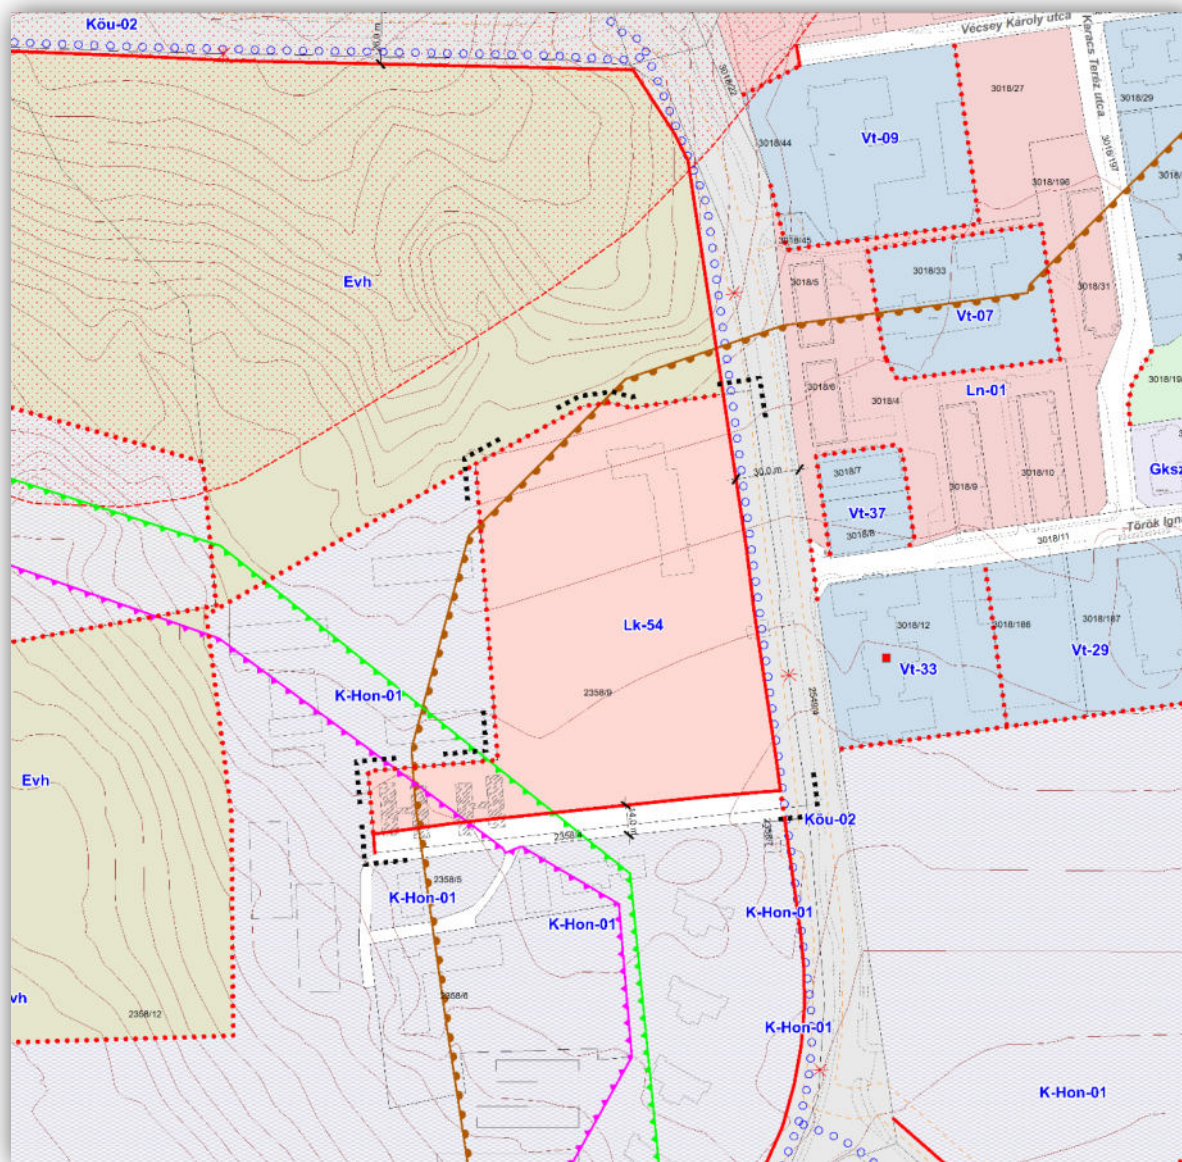 Köu-02
Vécsey Károly utca
3018/22
Karacs Teréz utca
3018/27
3018/29
3018/44
Vt-09
3018/197
3018/196
3018/45
3018/33
Evh
3018/5
3018/31
Vt-07
3018/6
3018/19
Ln-01
3018/4
30,0 m
3018/7
3018/10
3018/9
Gksz
Vt-37
3018/8
Török Ign
3018/11
Lk-54
3018/12
3018/186
3018/187
Vt-29
Vt-33
K-Hon-01
2358/9
2549/4
Evh
14,0 m
Köu-02
2358/4
2358/5
K-Hon-01
K-Hon-01
K-Hon-01
2358/6
vh
2358/12
K-Hon-01
K-Hon-01